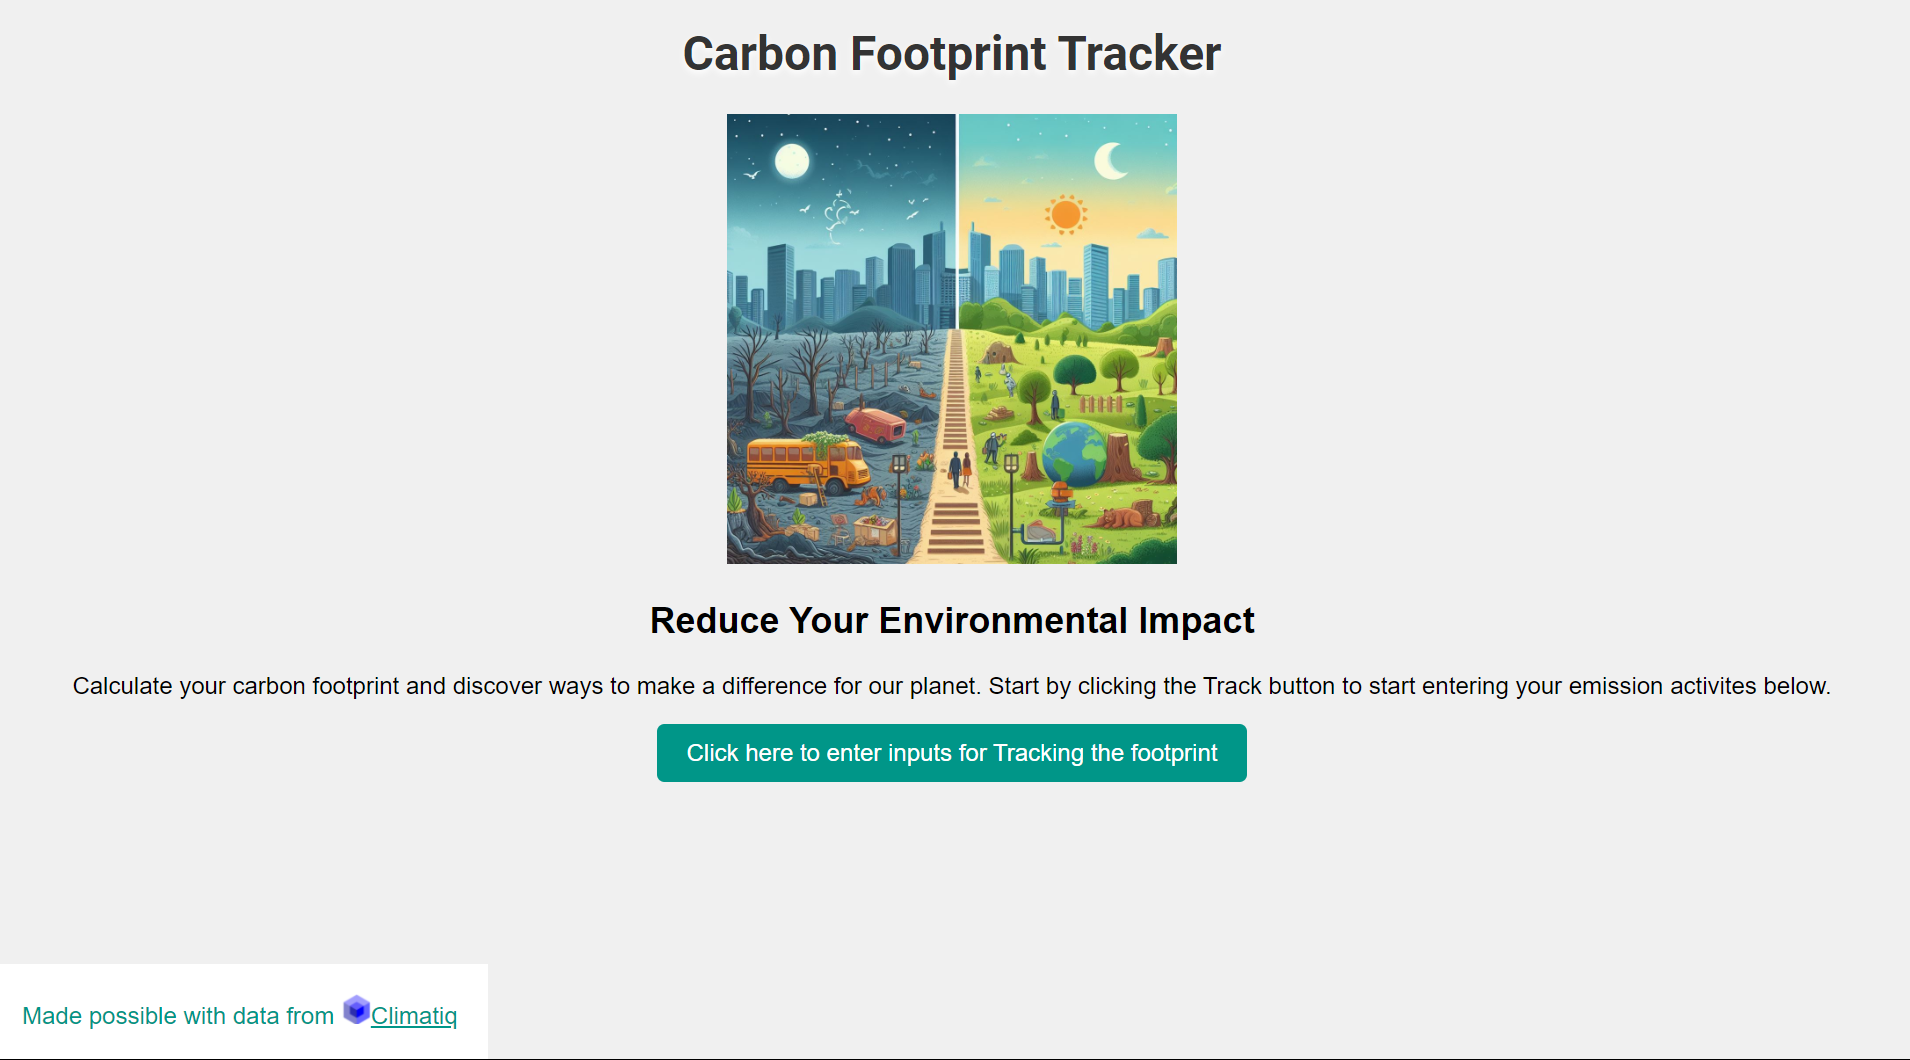 Carbon Footprint Tracker
Reduce Your Environmental Impact
Calculate your carbon footprint and discover ways to make a difference for our planet. Start by clicking the Track button to start entering your emission activites below.
Click here to enter inputs for Tracking the footprint
Made possible with data from Climatiq